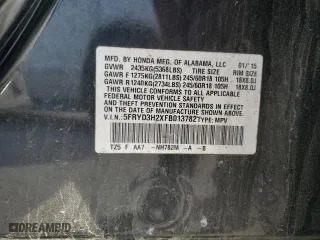 MFD. BY HONDA MFG. OF ALABAMA, LLC 01/'15
GVWR 2435KG(5368LBS) TIRE SIZE RIM SIZE
GAWR F 1275KG(2811LBS) 245/60R18 105H 18X8.0J
GAWR R 1240KG(2734LBS) 245/60R18 105H 18X8.0J
THIS VEHICLE CONFORMS TO ALL APPLICABLE
FEDERAL MOTOR VEHICLE SAFETY, BUMPER,
AND THEFT PREVENTION STANDARDS IN
EFFECT ON THE DATE OF MANUFACTURE
SHOWN ABOVE.
V.I.N.: 5FRYD3H2XFB013782 TYPE: MPV
TZ5 F AA7 -NH782M -A -B